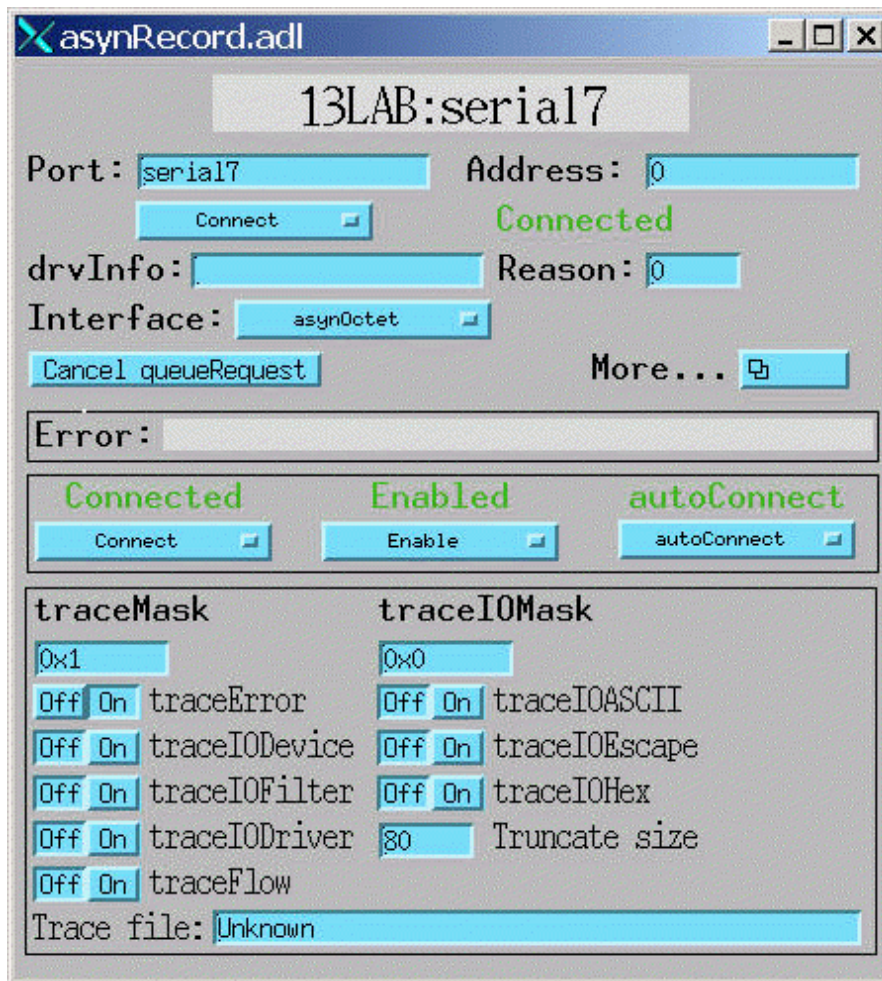 asynRecord.adl
13LAB:serial7
Port: serial7 Address: 0
Connect Connected
drvInfo: Reason: 0
Interface: asynOctet
Cancel queueRequest More...
Error:
Connected Enabled autoConnect
Connect Enable autoConnect
traceMask traceIOMask
0x1 0x0
Off On traceError Off On traceIOASCII
Off On traceIODevice Off On traceIOEscape
Off On traceIOFilter Off On traceIOHex
Off On traceIODriver 80 Truncate size
Off On traceFlow
Trace file: Unknown